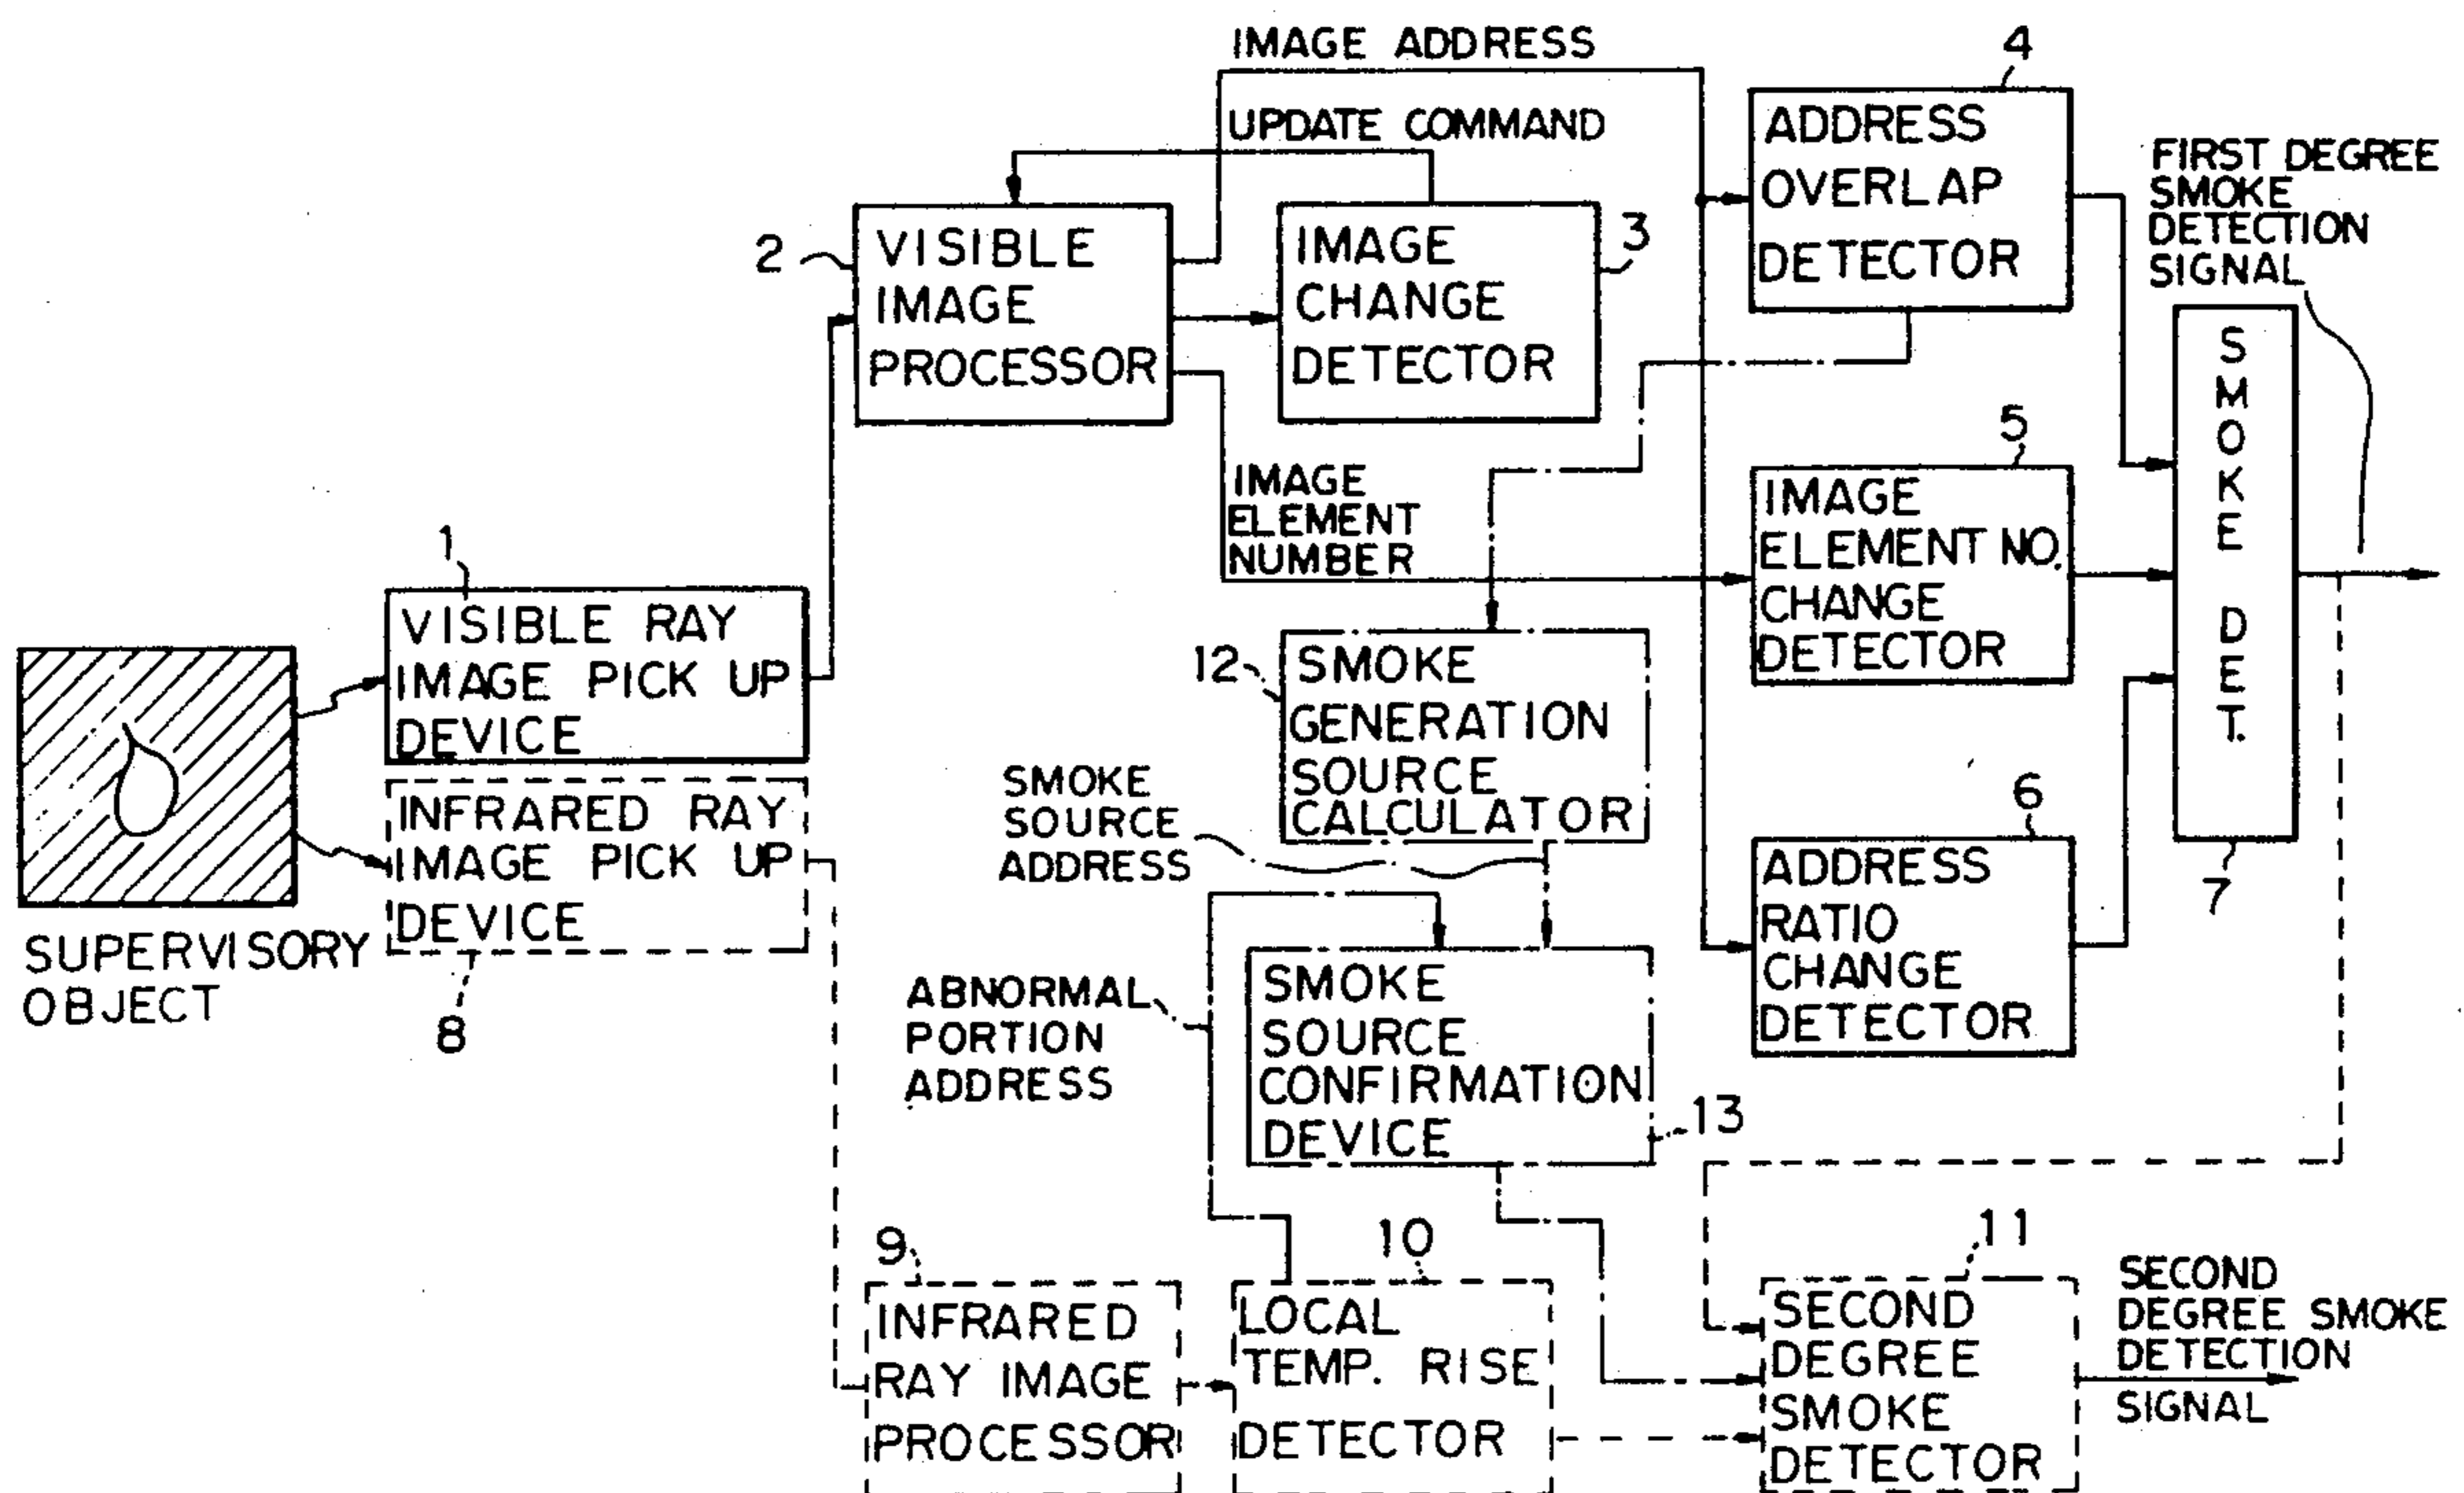 IMAGE ADDRESS
UPDATE COMMAND
2
VISIBLE
IMAGE
PROCESSOR
IMAGE
CHANGE
DETECTOR
3
4
ADDRESS
OVERLAP
DETECTOR
FIRST DEGREE
SMOKE
DETECTION
SIGNAL
IMAGE
ELEMENT
NUMBER
5
IMAGE
ELEMENT NO.
CHANGE
DETECTOR
SMOKE DET.
7
1
VISIBLE RAY
IMAGE PICK UP
DEVICE
INFRARED RAY
IMAGE PICK UP
DEVICE
8
SUPERVISORY
OBJECT
12
SMOKE
GENERATION
SOURCE
CALCULATOR
SMOKE
SOURCE
ADDRESS
6
ADDRESS
RATIO
CHANGE
DETECTOR
ABNORMAL
PORTION
ADDRESS
SMOKE
SOURCE
CONFIRMATION
DEVICE
13
9
INFRARED
RAY IMAGE
PROCESSOR
10
LOCAL
TEMP. RISE
DETECTOR
11
SECOND
DEGREE
SMOKE
DETECTOR
SECOND
DEGREE SMOKE
DETECTION
SIGNAL